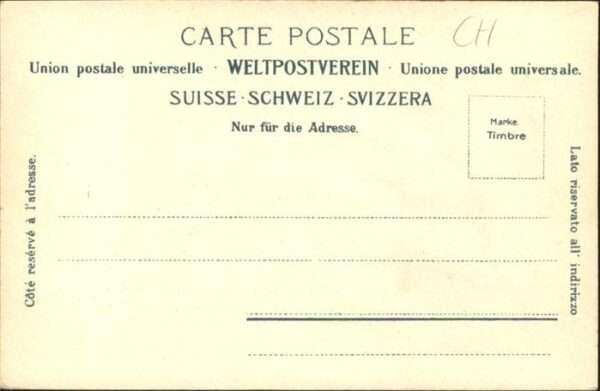 CARTE POSTALE CH
Union postale universelle · WELTPOSTVEREIN · Unione postale universale.
SUISSE · SCHWEIZ · SVIZZERA
Nur für die Adresse.
Marke
Timbre
Côté resérvé à l'adresse.
Lato riservato all' indirizzo